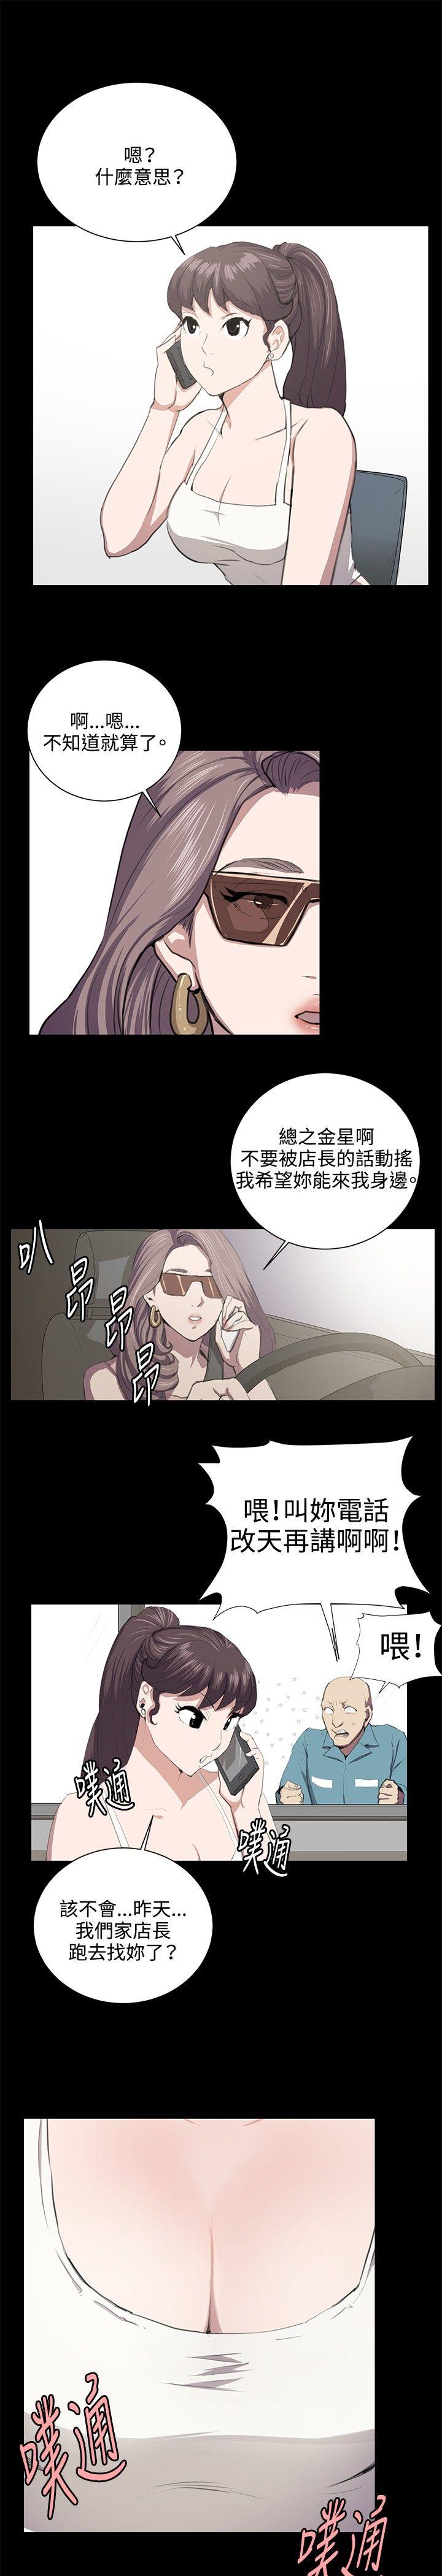 嗯？
什麼意思？
啊...嗯...
不知道就算了。
總之金星啊
不要被店長的話動搖
我希望妳能來我身邊。
叭
昂
昂
昂
喂！叫妳電話
改天再講啊啊！
喂！
噗通
噗通
該不會...昨天...
我們家店長
跑去找妳了？
噗通
噗通